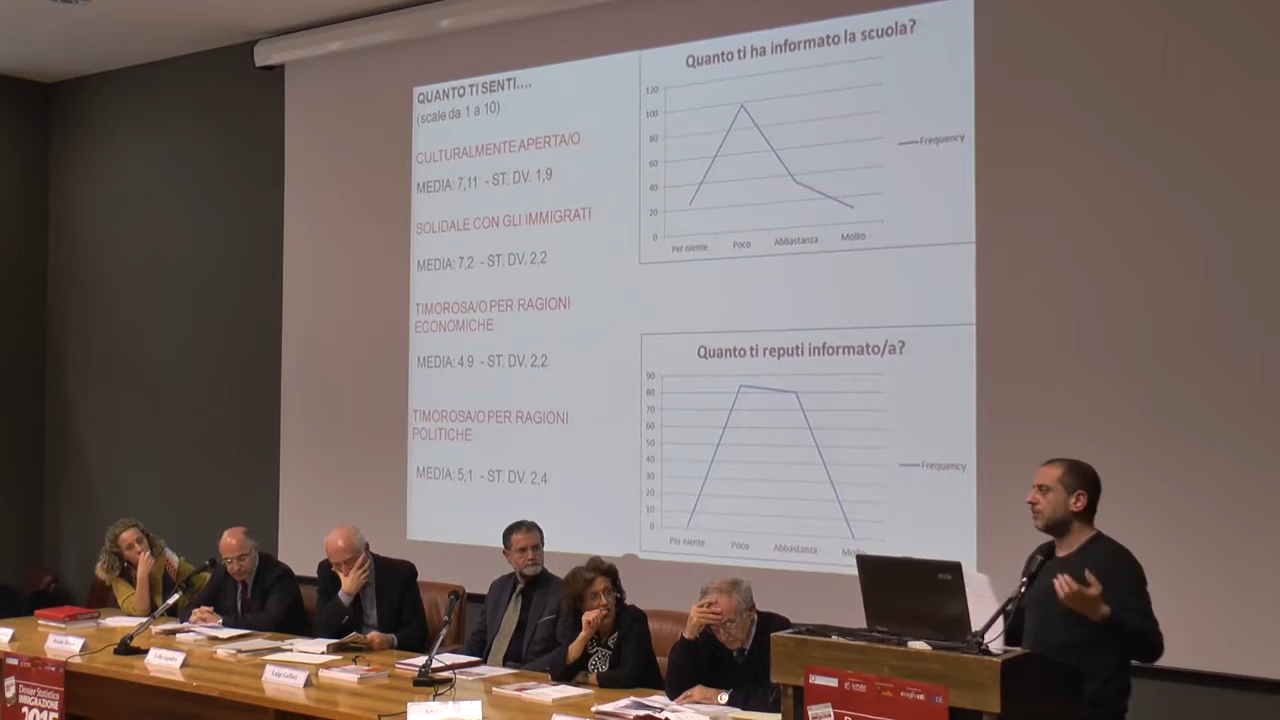 QUANTO TI SENTI....
(scale da 1 a 10)
CULTURALMENTE APERTA/O
MEDIA: 7,11 - ST. DV. 1,9
SOLIDALE CON GLI IMMIGRATI
MEDIA: 7,2 - ST. DV. 2,2
TIMOROSA/O PER RAGIONI
ECONOMICHE
MEDIA: 4.9 - ST. DV. 2,2
TIMOROSA/O PER RAGIONI
POLITICHE
MEDIA: 5,1 - ST. DV. 2,4
Quanto ti ha informato la scuola?
120
100
80
60
40
20
0
Per niente
Poco
Abbastanza
Molto
Frequency
Quanto ti reputi informato/a?
90
80
70
60
50
40
30
20
10
0
Per niente
Poco
Abbastanza
Molto
Frequency
Dossier Statistico
IMMIGRAZIONE
2015